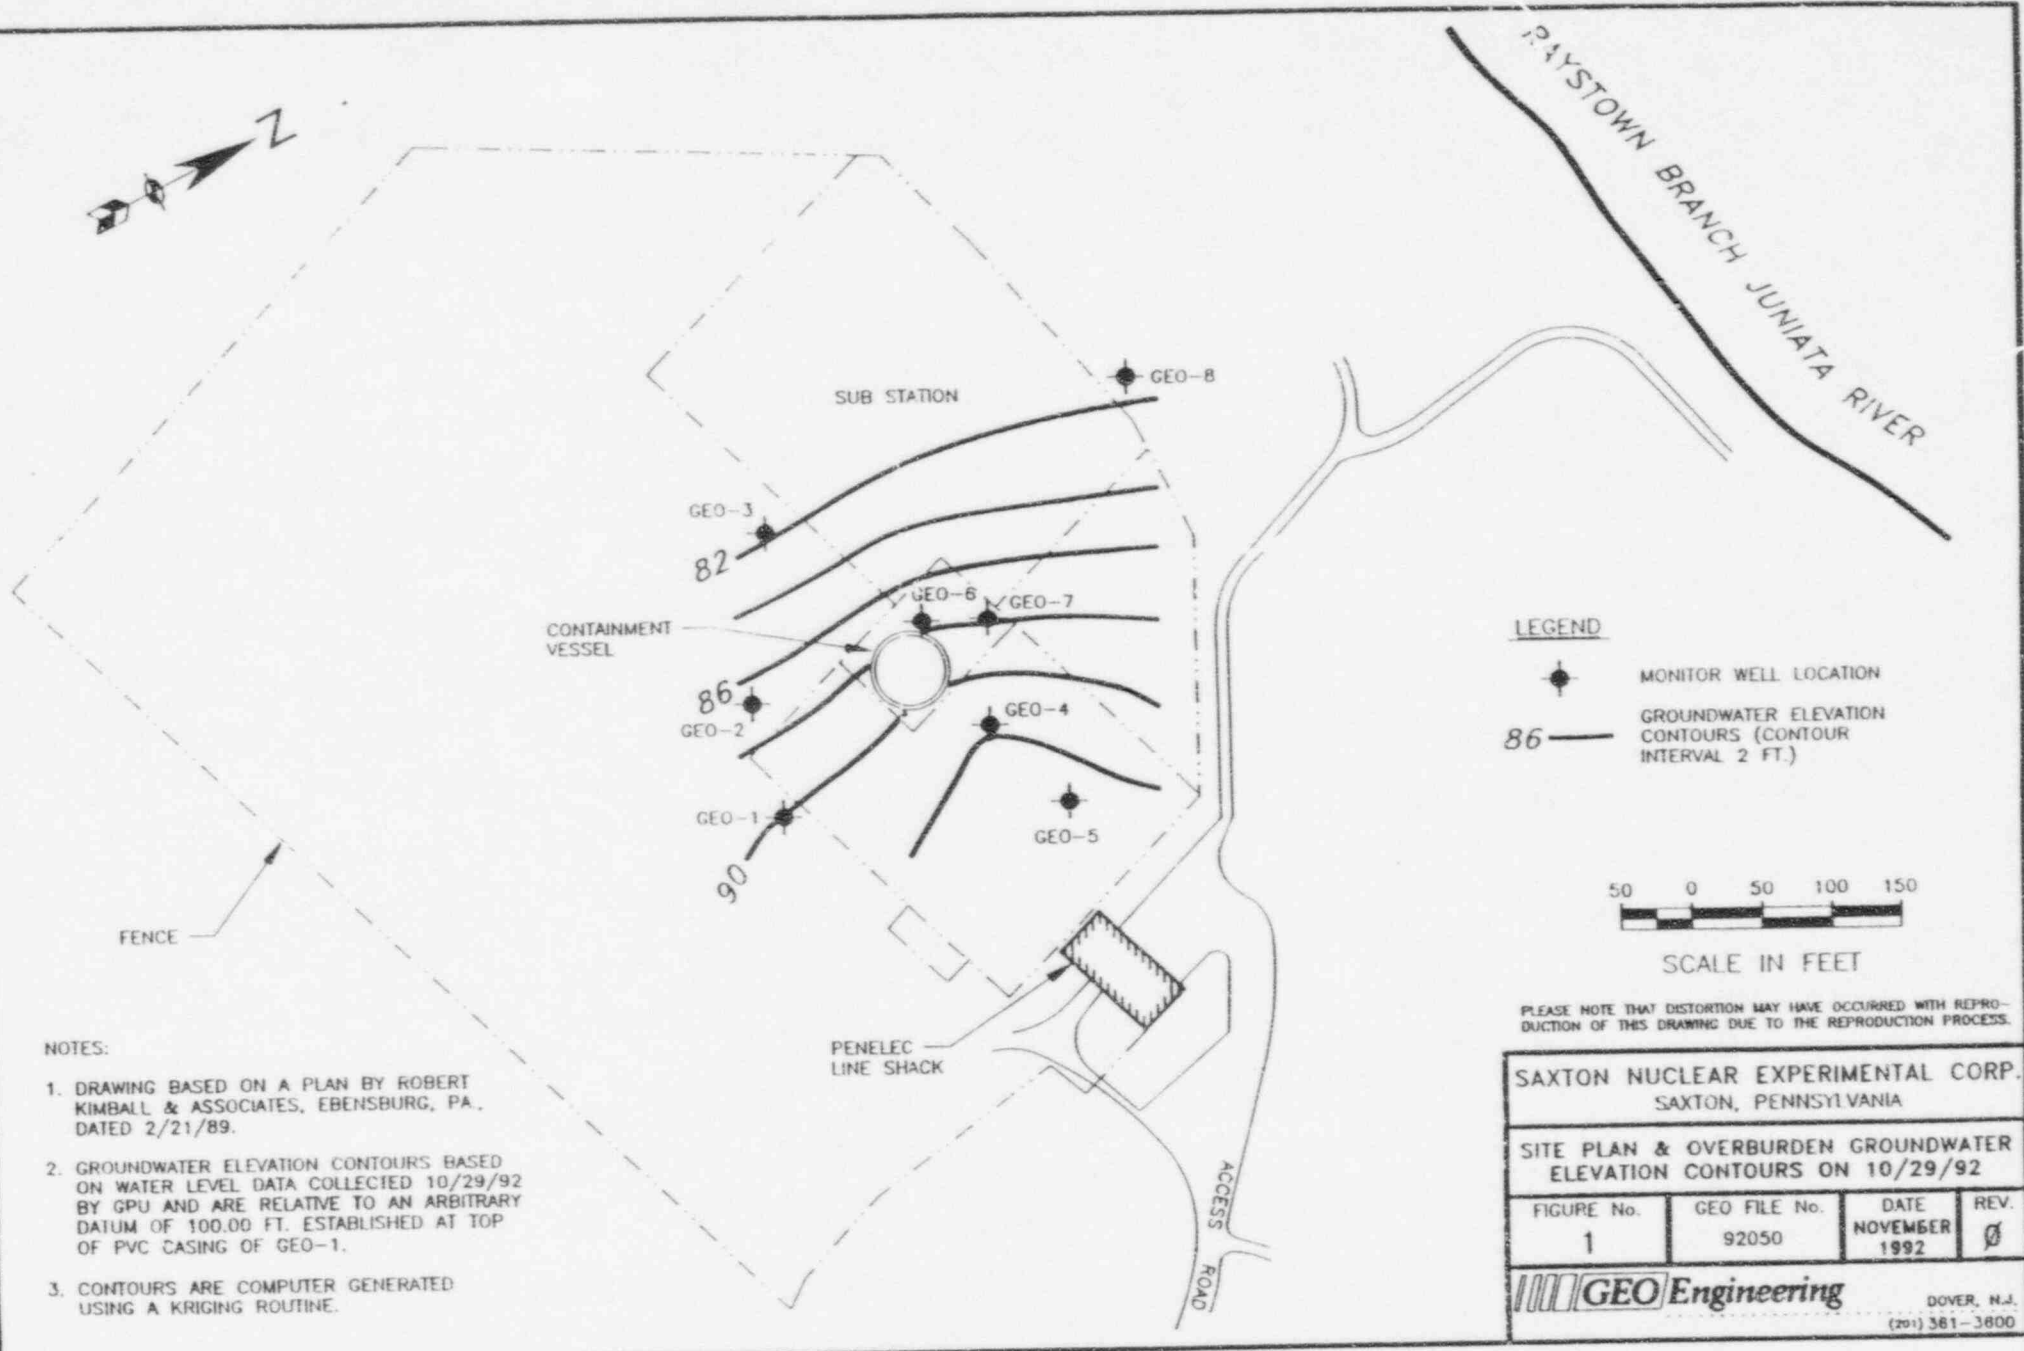 N
RAYSTOWN BRANCH JUNIATA RIVER
GEO-8
SUB STATION
GEO-3
82
GEO-6
GEO-7
CONTAINMENT
VESSEL
86
GEO-2
GEO-4
GEO-1
GEO-5
90
FENCE
PENELEC
LINE SHACK
ACCESS ROAD
LEGEND
MONITOR WELL LOCATION
86
GROUNDWATER ELEVATION
CONTOURS (CONTOUR
INTERVAL 2 FT.)
50 0 50 100 150
SCALE IN FEET
PLEASE NOTE THAT DISTORTION MAY HAVE OCCURRED WITH REPRO-
DUCTION OF THIS DRAWING DUE TO THE REPRODUCTION PROCESS.
NOTES:
1. DRAWING BASED ON A PLAN BY ROBERT
KIMBALL & ASSOCIATES, EBENSBURG, PA.,
DATED 2/21/89.
2. GROUNDWATER ELEVATION CONTOURS BASED
ON WATER LEVEL DATA COLLECTED 10/29/92
BY GPU AND ARE RELATIVE TO AN ARBITRARY
DATUM OF 100.00 FT. ESTABLISHED AT TOP
OF PVC CASING OF GEO-1.
3. CONTOURS ARE COMPUTER GENERATED
USING A KRIGING ROUTINE.
SAXTON NUCLEAR EXPERIMENTAL CORP.
SAXTON, PENNSYLVANIA
SITE PLAN & OVERBURDEN GROUNDWATER
ELEVATION CONTOURS ON 10/29/92
FIGURE No.
1
GEO FILE No.
92050
DATE
NOVEMBER
1992
REV.
Ø
GEO Engineering
DOVER, N.J.
(201) 361-3600